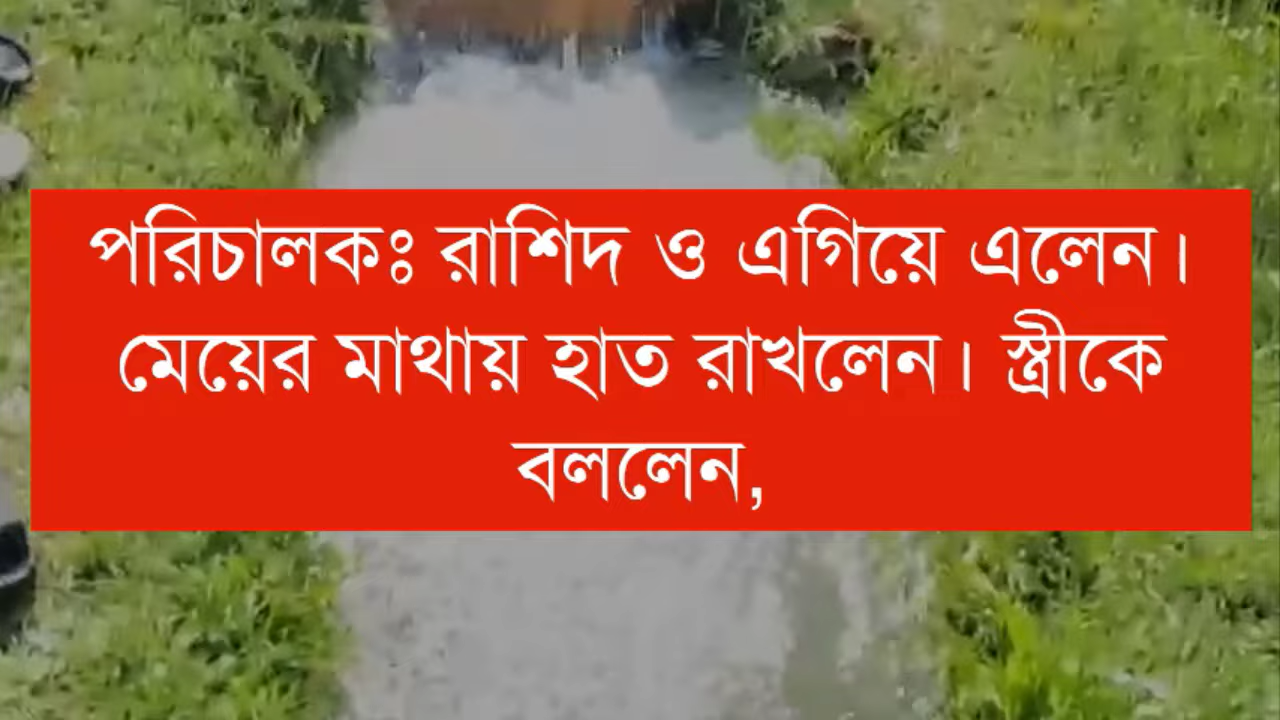 পরিচালকঃ রাশিদ ও এগিয়ে এলেন।
মেয়ের মাথায় হাত রাখলেন। স্ত্রীকে
বললেন,